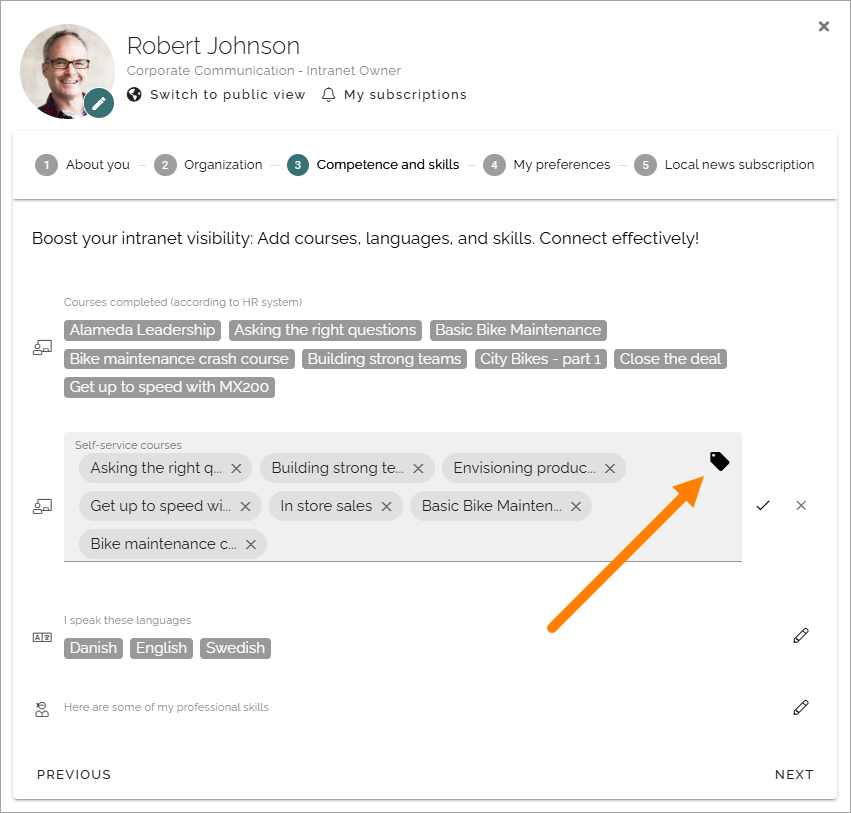 Robert Johnson
Corporate Communication - Intranet Owner
Switch to public view My subscriptions
1 About you 2 Organization 3 Competence and skills 4 My preferences 5 Local news subscription
Boost your intranet visibility: Add courses, languages, and skills. Connect effectively!
Courses completed (according to HR system)
Alameda Leadership Asking the right questions Basic Bike Maintenance
Bike maintenance crash course Building strong teams City Bikes - part 1 Close the deal
Get up to speed with MX200
Self-service courses
Asking the right q... Building strong te... Envisioning produc...
Get up to speed wi... In store sales Basic Bike Mainten...
Bike maintenance c...
I speak these languages
Danish English Swedish
Here are some of my professional skills
PREVIOUS NEXT